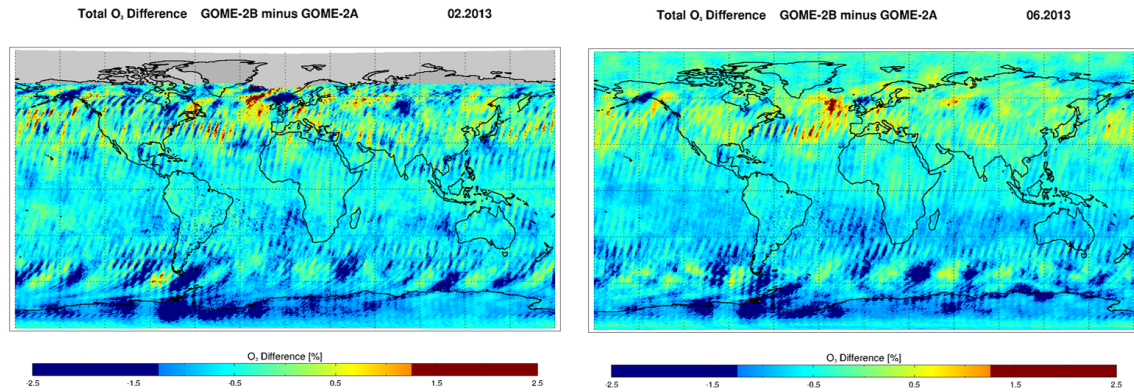 Total O₃ Difference GOME-2B minus GOME-2A 02.2013
O₃ Difference [%]
-2.5 -1.5 -0.5 0.5 1.5 2.5
Total O₃ Difference GOME-2B minus GOME-2A 06.2013
O₃ Difference [%]
-2.5 -1.5 -0.5 0.5 1.5 2.5